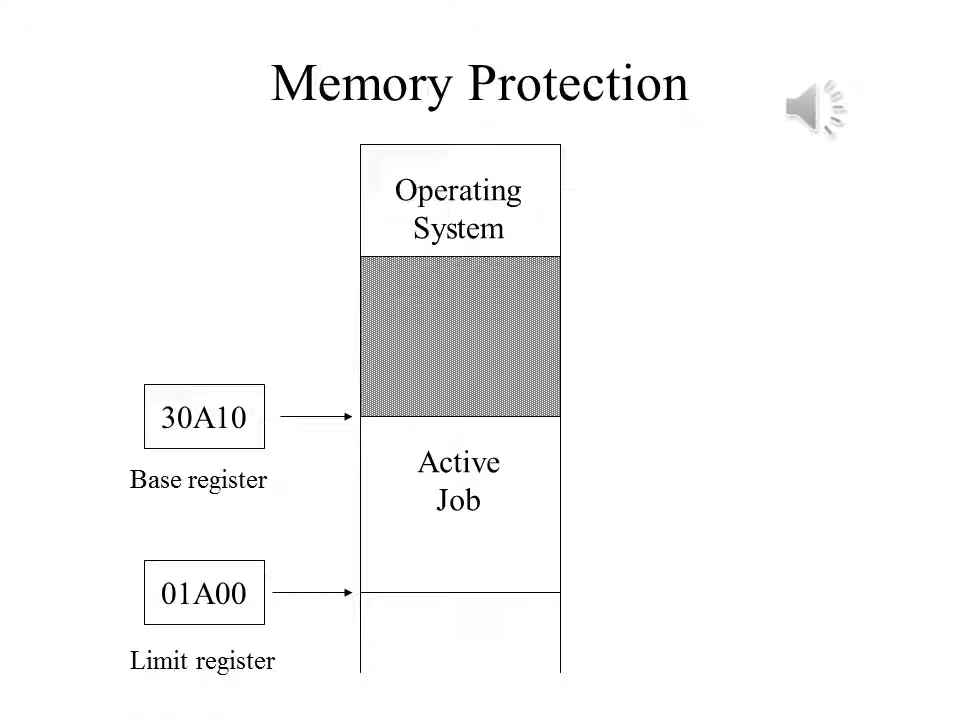 Memory Protection
Operating
System
30A10
Base register
Active
Job
01A00
Limit register